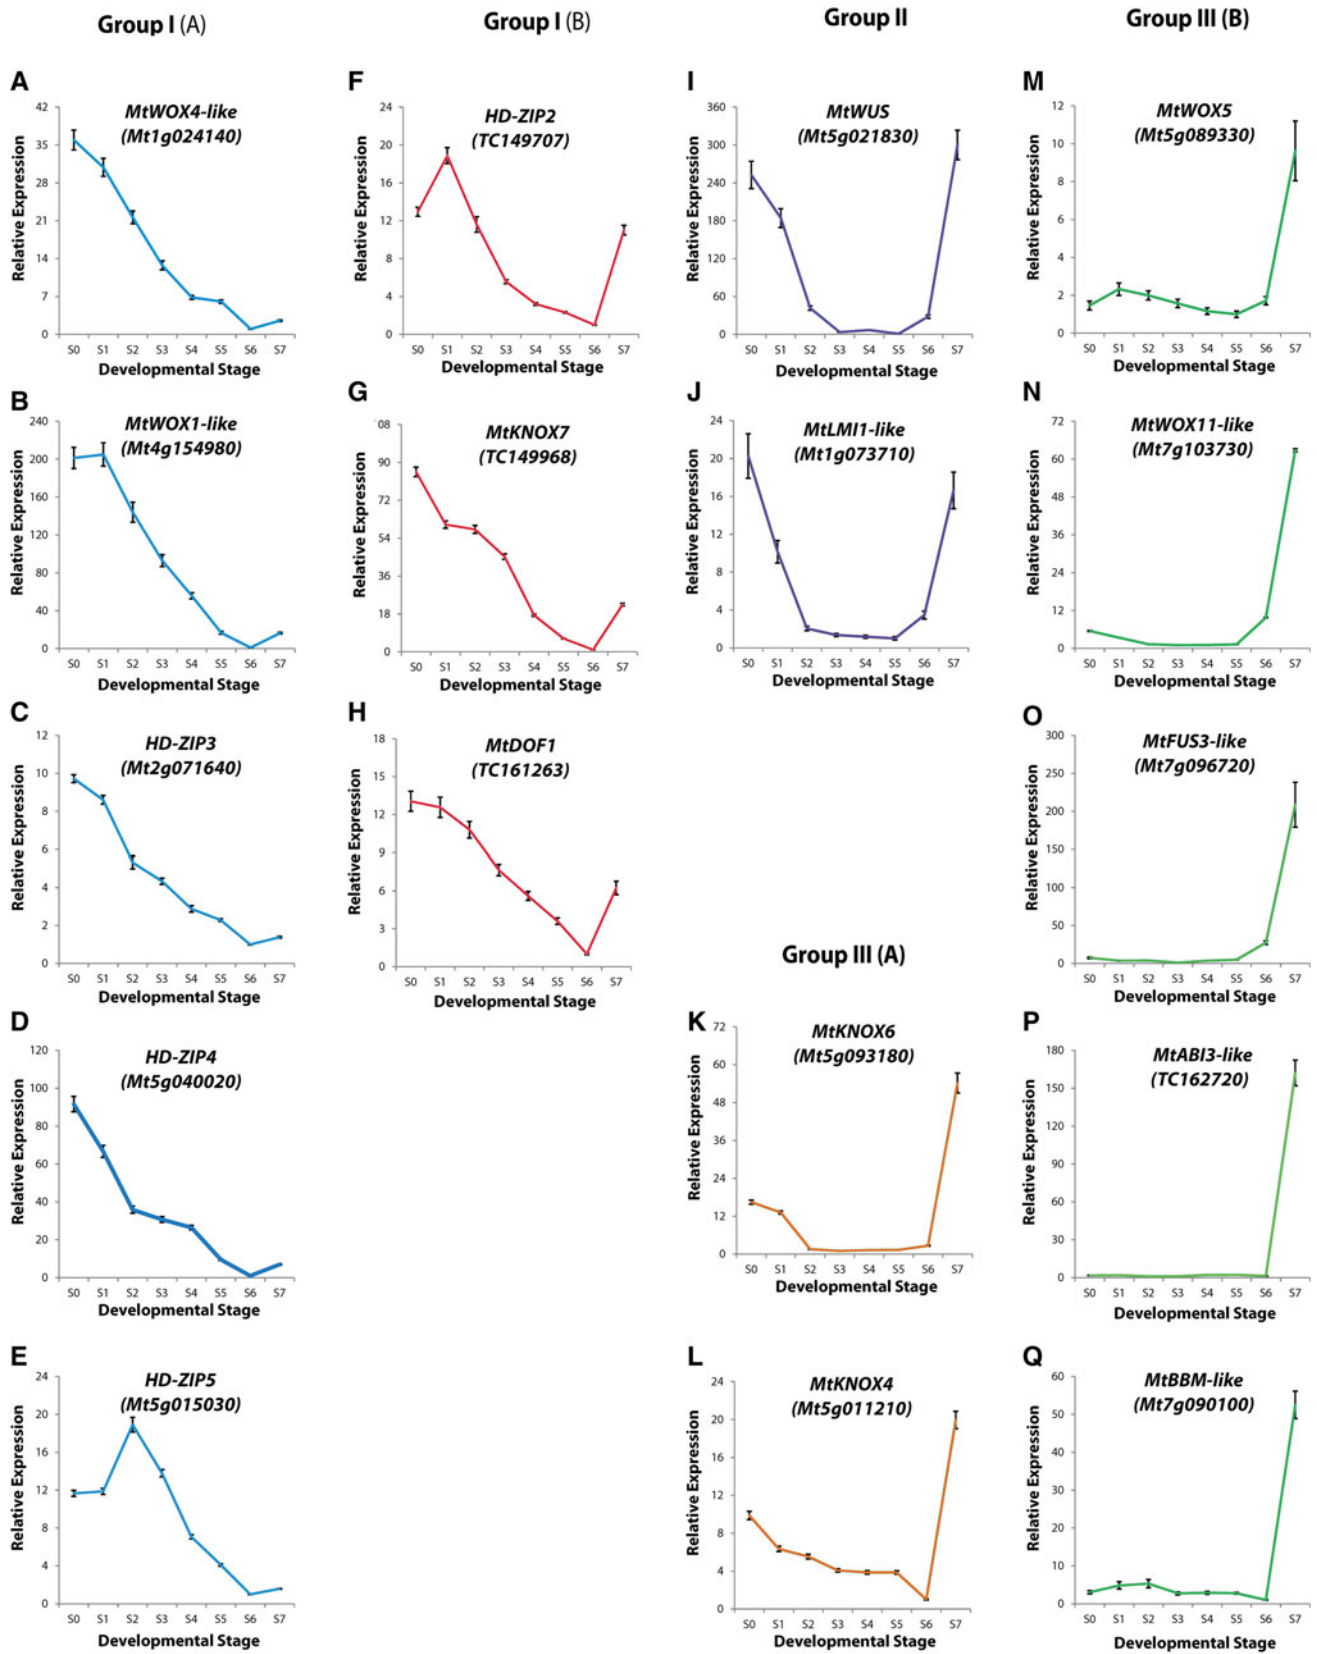 Group I (A)
A
MtWOX4-like
(Mt1g024140)
Relative Expression
42
35
28
21
14
7
0
S0 S1 S2 S3 S4 S5 S6 S7
Developmental Stage
B
MtWOX1-like
(Mt4g154980)
Relative Expression
240
200
160
120
80
40
0
S0 S1 S2 S3 S4 S5 S6 S7
Developmental Stage
C
HD-ZIP3
(Mt2g071640)
Relative Expression
12
10
8
6
4
2
0
S0 S1 S2 S3 S4 S5 S6 S7
Developmental Stage
D
HD-ZIP4
(Mt5g040020)
Relative Expression
120
100
80
60
40
20
0
S0 S1 S2 S3 S4 S5 S6 S7
Developmental Stage
E
HD-ZIP5
(Mt5g015030)
Relative Expression
24
20
16
12
8
4
0
S0 S1 S2 S3 S4 S5 S6 S7
Developmental Stage
Group I (B)
F
HD-ZIP2
(TC149707)
Relative Expression
24
20
16
12
8
4
0
S0 S1 S2 S3 S4 S5 S6 S7
Developmental Stage
G
MtKNOX7
(TC149968)
Relative Expression
08
90
72
54
36
18
0
S0 S1 S2 S3 S4 S5 S6 S7
Developmental Stage
H
MtDOF1
(TC161263)
Relative Expression
18
15
12
9
6
3
0
S0 S1 S2 S3 S4 S5 S6 S7
Developmental Stage
Group II
I
MtWUS
(Mt5g021830)
Relative Expression
360
300
240
180
120
60
0
S0 S1 S2 S3 S4 S5 S6 S7
Developmental Stage
J
MtLMI1-like
(Mt1g073710)
Relative Expression
24
20
16
12
8
4
0
S0 S1 S2 S3 S4 S5 S6 S7
Developmental Stage
Group III (A)
K
MtKNOX6
(Mt5g093180)
Relative Expression
72
60
48
36
24
12
0
S0 S1 S2 S3 S4 S5 S6 S7
Developmental Stage
L
MtKNOX4
(Mt5g011210)
Relative Expression
24
20
16
12
8
4
0
S0 S1 S2 S3 S4 S5 S6 S7
Developmental Stage
Group III (B)
M
MtWOX5
(Mt5g089330)
Relative Expression
12
10
8
6
4
2
0
S0 S1 S2 S3 S4 S5 S6 S7
Developmental Stage
N
MtWOX11-like
(Mt7g103730)
Relative Expression
72
60
48
36
24
12
0
S0 S1 S2 S3 S4 S5 S6 S7
Developmental Stage
O
MtFUS3-like
(Mt7g096720)
Relative Expression
300
250
200
150
100
50
0
S0 S1 S2 S3 S4 S5 S6 S7
Developmental Stage
P
MtABI3-like
(TC162720)
Relative Expression
180
150
120
90
60
30
0
S0 S1 S2 S3 S4 S5 S6 S7
Developmental Stage
Q
MtBBM-like
(Mt7g090100)
Relative Expression
60
50
40
30
20
10
0
S0 S1 S2 S3 S4 S5 S6 S7
Developmental Stage